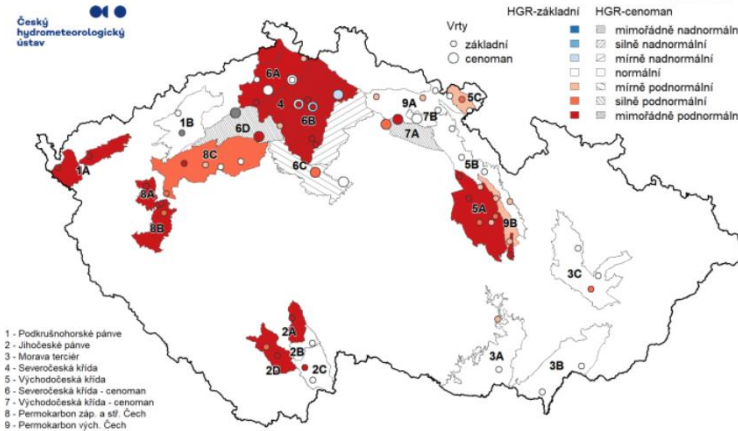 Český
hydrometeorologický
ústav
Vrty
základní
cenoman
HGR-základní
HGR-cenoman
mimořádně nadnormáln
silně nadnormální
mírně nadnormální
normální
mírně podnormální
silně podnormální
mimořádně podnormáln
6A
4
6B
1B
6D
9A
7B
5C
7A
8C
6C
5B
1A
8A
8B
5A
9B
3C
2A
2B
2D
2C
3A
3B
1 - Podkrušnohorské pánve
2 - Jihočeské pánve
3 - Morava terciér
4 - Severočeská křída
5 - Východočeská křída
6 - Severočeská křída - cenoman
7 - Východočeská křída - cenoman
8 - Permokarbon záp. a stř. Čech
9 - Permokarbon vých. Čech